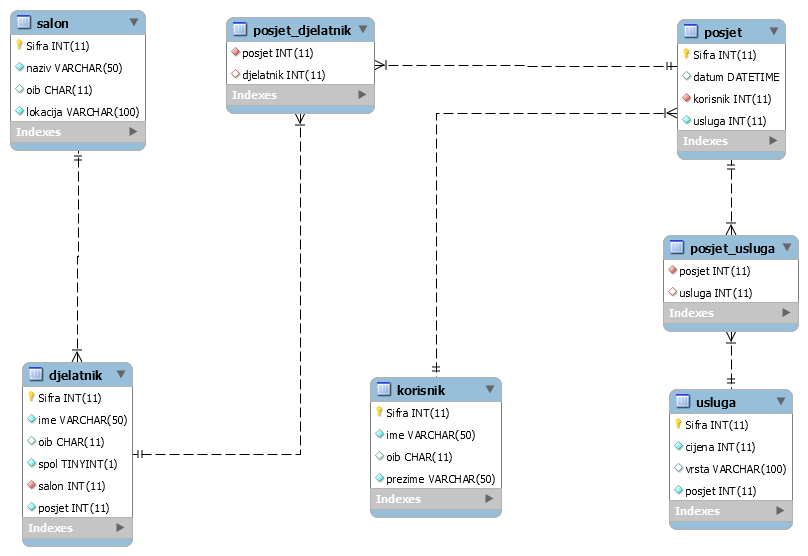 salon
Sifra INT(11)
naziv VARCHAR(50)
oib CHAR(11)
lokacija VARCHAR(100)
Indexes
posjet_djelatnik
posjet INT(11)
djelatnik INT(11)
Indexes
posjet
Sifra INT(11)
datum DATETIME
korisnik INT(11)
usluga INT(11)
Indexes
posjet_usluga
posjet INT(11)
usluga INT(11)
Indexes
djelatnik
Sifra INT(11)
ime VARCHAR(50)
oib CHAR(11)
spol TINYINT(1)
salon INT(11)
posjet INT(11)
Indexes
korisnik
Sifra INT(11)
ime VARCHAR(50)
oib CHAR(11)
prezime VARCHAR(50)
Indexes
usluga
Sifra INT(11)
cijena INT(11)
vrsta VARCHAR(100)
posjet INT(11)
Indexes